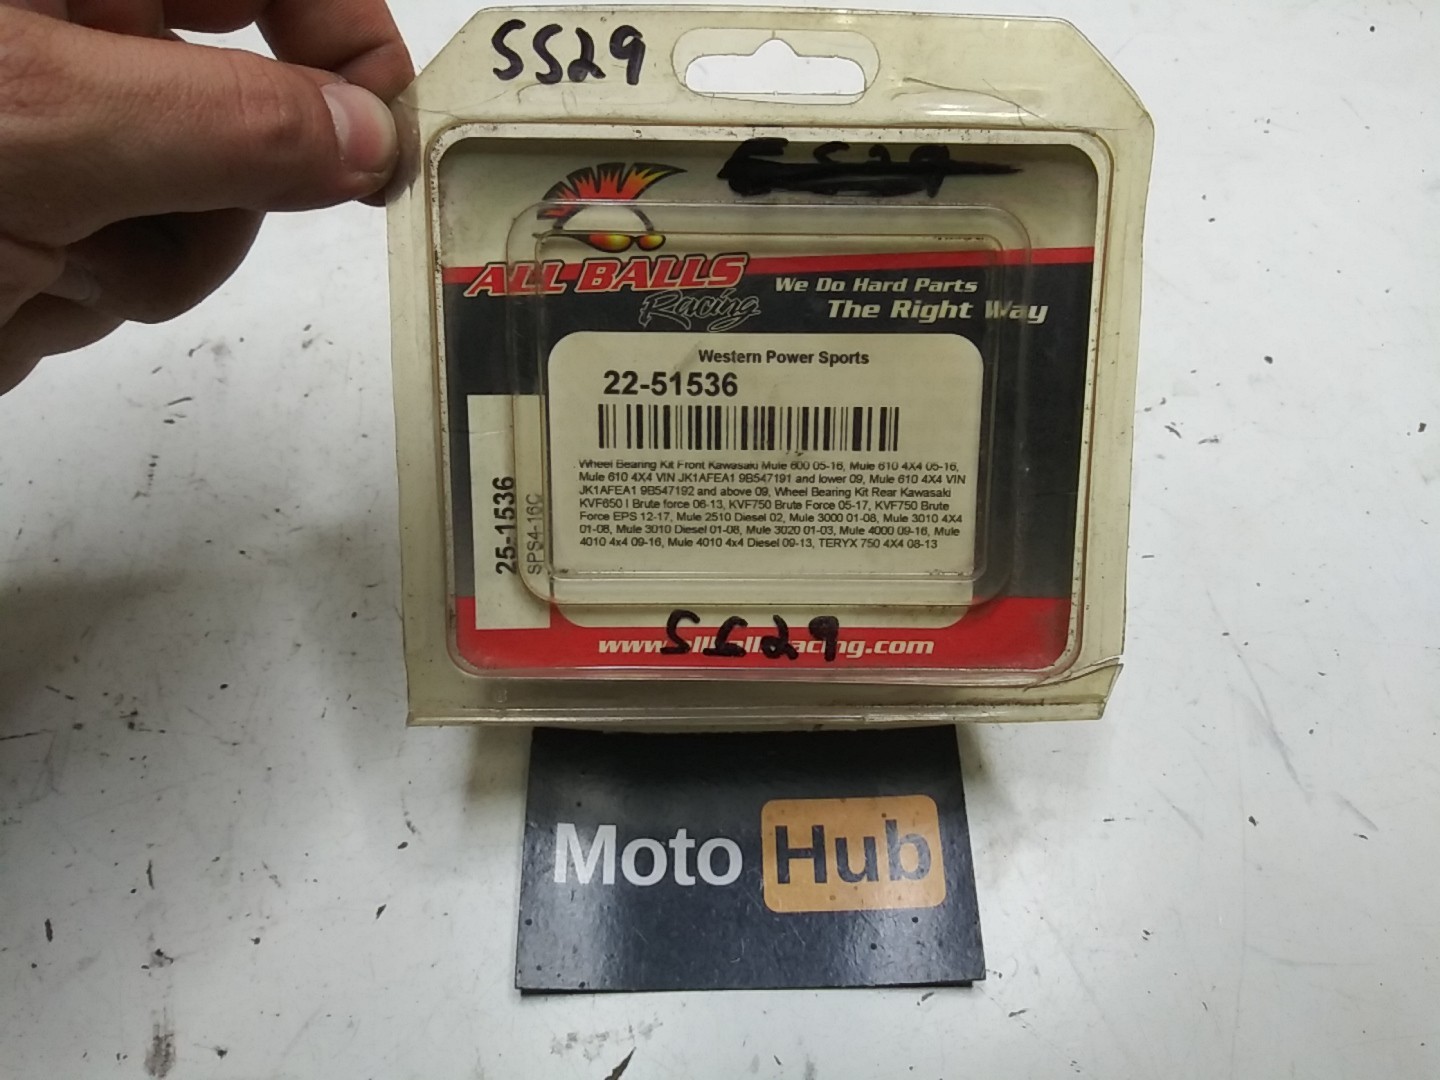 SS29
SS29
ALL BALLS
Racing
We Do Hard Parts
The Right Way
Western Power Sports
22-51536
Wheel Bearing Kit Front Kawasaki Mule 600 05-16, Mule 610 4X4 05-16,
Mule 610 4X4 VIN JK1AFEA1 9B547191 and lower 09, Mule 610 4X4 VIN
JK1AFEA1 9B547192 and above 09, Wheel Bearing Kit Rear Kawasaki
KVF650 I Brute force 06-13, KVF750 Brute Force 05-17, KVF750 Brute
Force EPS 12-17, Mule 2510 Diesel 02, Mule 3000 01-08, Mule 3010 4X4
01-08, Mule 3010 Diesel 01-08, Mule 3020 01-03, Mule 4000 09-16, Mule
4010 4x4 09-16, Mule 4010 4x4 Diesel 09-13, TERYX 750 4X4 08-13
25-1536
SPS4-16C
www.allballsracing.com
SS29
Moto Hub